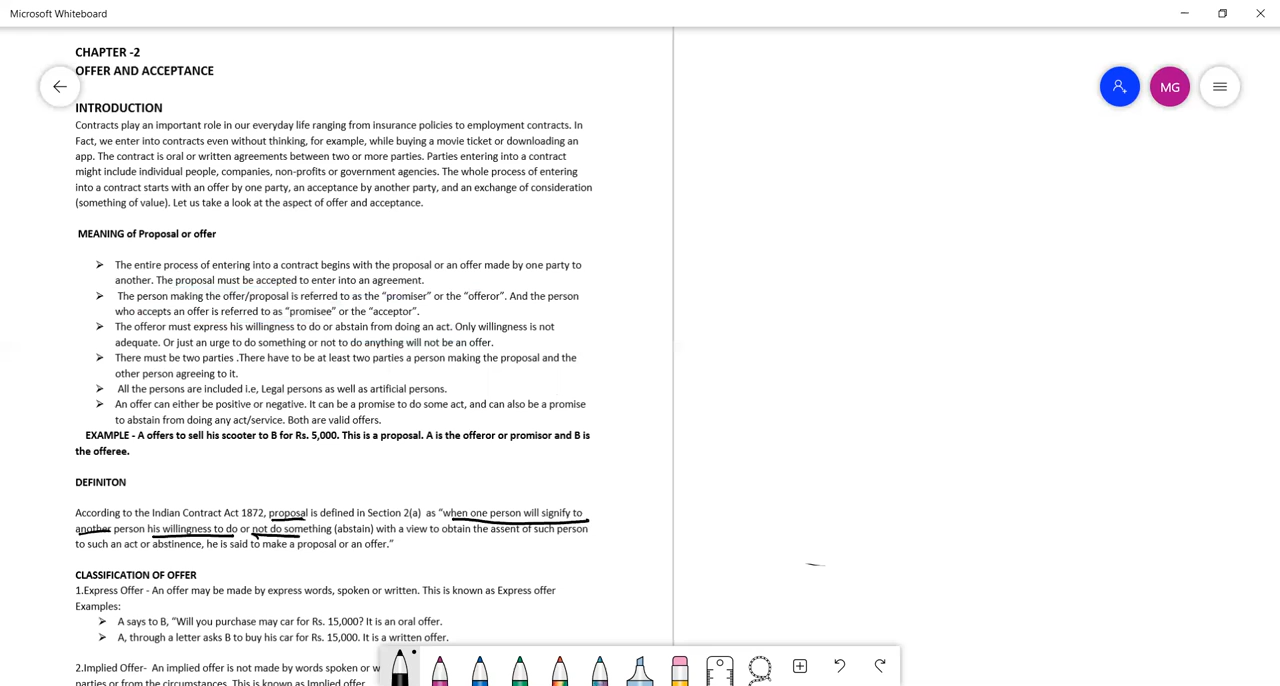 Microsoft Whiteboard
CHAPTER -2
OFFER AND ACCEPTANCE
MG
INTRODUCTION
Contracts play an important role in our everyday life ranging from insurance policies to employment contracts. In
Fact, we enter into contracts even without thinking, for example, while buying a movie ticket or downloading an
app. The contract is oral or written agreements between two or more parties. Parties entering into a contract
might include individual people, companies, non-profits or government agencies. The whole process of entering
into a contract starts with an offer by one party, an acceptance by another party, and an exchange of consideration
(something of value). Let us take a look at the aspect of offer and acceptance.
MEANING of Proposal or offer
➢ The entire process of entering into a contract begins with the proposal or an offer made by one party to
another. The proposal must be accepted to enter into an agreement.
➢ The person making the offer/proposal is referred to as the “promiser” or the “offeror”. And the person
who accepts an offer is referred to as “promisee” or the “acceptor”.
➢ The offeror must express his willingness to do or abstain from doing an act. Only willingness is not
adequate. Or just an urge to do something or not to do anything will not be an offer.
➢ There must be two parties .There have to be at least two parties a person making the proposal and the
other person agreeing to it.
➢ All the persons are included i.e, Legal persons as well as artificial persons.
➢ An offer can either be positive or negative. It can be a promise to do some act, and can also be a promise
to abstain from doing any act/service. Both are valid offers.
EXAMPLE - A offers to sell his scooter to B for Rs. 5,000. This is a proposal. A is the offeror or promisor and B is
the offeree.
DEFINITON
According to the Indian Contract Act 1872, proposal is defined in Section 2(a) as “when one person will signify to
another person his willingness to do or not do something (abstain) with a view to obtain the assent of such person
to such an act or abstinence, he is said to make a proposal or an offer.”
CLASSIFICATION OF OFFER
1.Express Offer - An offer may be made by express words, spoken or written. This is known as Express offer
Examples:
➢ A says to B, “Will you purchase may car for Rs. 15,000? It is an oral offer.
➢ A, through a letter asks B to buy his car for Rs. 15,000. It is a written offer.
2.Implied Offer- An implied offer is not made by words spoken or w
parties or from the circumstances. This is known as Implied offer